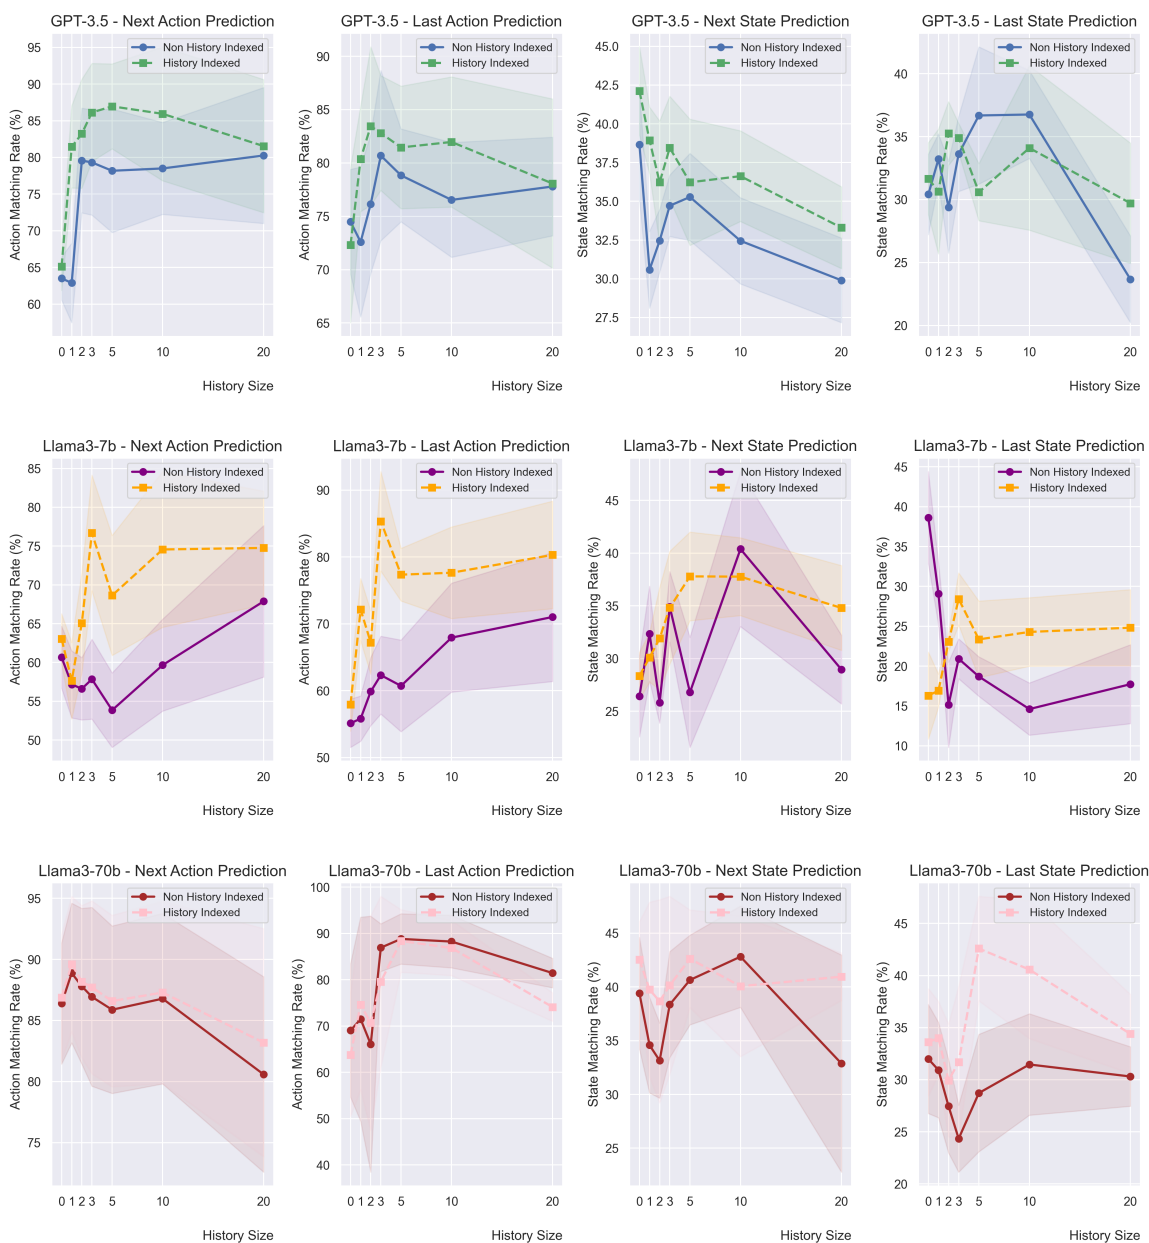 GPT-3.5 - Next Action Prediction
Action Matching Rate (%)
95
90
85
80
75
70
65
60
Non History Indexed
History Indexed
0 1 2 3 5 10 20
History Size
GPT-3.5 - Last Action Prediction
Action Matching Rate (%)
90
85
80
75
70
65
Non History Indexed
History Indexed
0 1 2 3 5 10 20
History Size
GPT-3.5 - Next State Prediction
State Matching Rate (%)
45.0
42.5
40.0
37.5
35.0
32.5
30.0
27.5
Non History Indexed
History Indexed
0 1 2 3 5 10 20
History Size
GPT-3.5 - Last State Prediction
State Matching Rate (%)
40
35
30
25
20
Non History Indexed
History Indexed
0 1 2 3 5 10 20
History Size
Llama3-7b - Next Action Prediction
Action Matching Rate (%)
85
80
75
70
65
60
55
50
Non History Indexed
History Indexed
0 1 2 3 5 10 20
History Size
Llama3-7b - Last Action Prediction
Action Matching Rate (%)
90
80
70
60
50
Non History Indexed
History Indexed
0 1 2 3 5 10 20
History Size
Llama3-7b - Next State Prediction
State Matching Rate (%)
45
40
35
30
25
Non History Indexed
History Indexed
0 1 2 3 5 10 20
History Size
Llama3-7b - Last State Prediction
State Matching Rate (%)
45
40
35
30
25
20
15
10
Non History Indexed
History Indexed
0 1 2 3 5 10 20
History Size
Llama3-70b - Next Action Prediction
Action Matching Rate (%)
95
90
85
80
75
Non History Indexed
History Indexed
0 1 2 3 5 10 20
History Size
Llama3-70b - Last Action Prediction
Action Matching Rate (%)
100
90
80
70
60
50
40
Non History Indexed
History Indexed
0 1 2 3 5 10 20
History Size
Llama3-70b - Next State Prediction
State Matching Rate (%)
45
40
35
30
25
Non History Indexed
History Indexed
0 1 2 3 5 10 20
History Size
Llama3-70b - Last State Prediction
State Matching Rate (%)
45
40
35
30
25
20
Non History Indexed
History Indexed
0 1 2 3 5 10 20
History Size